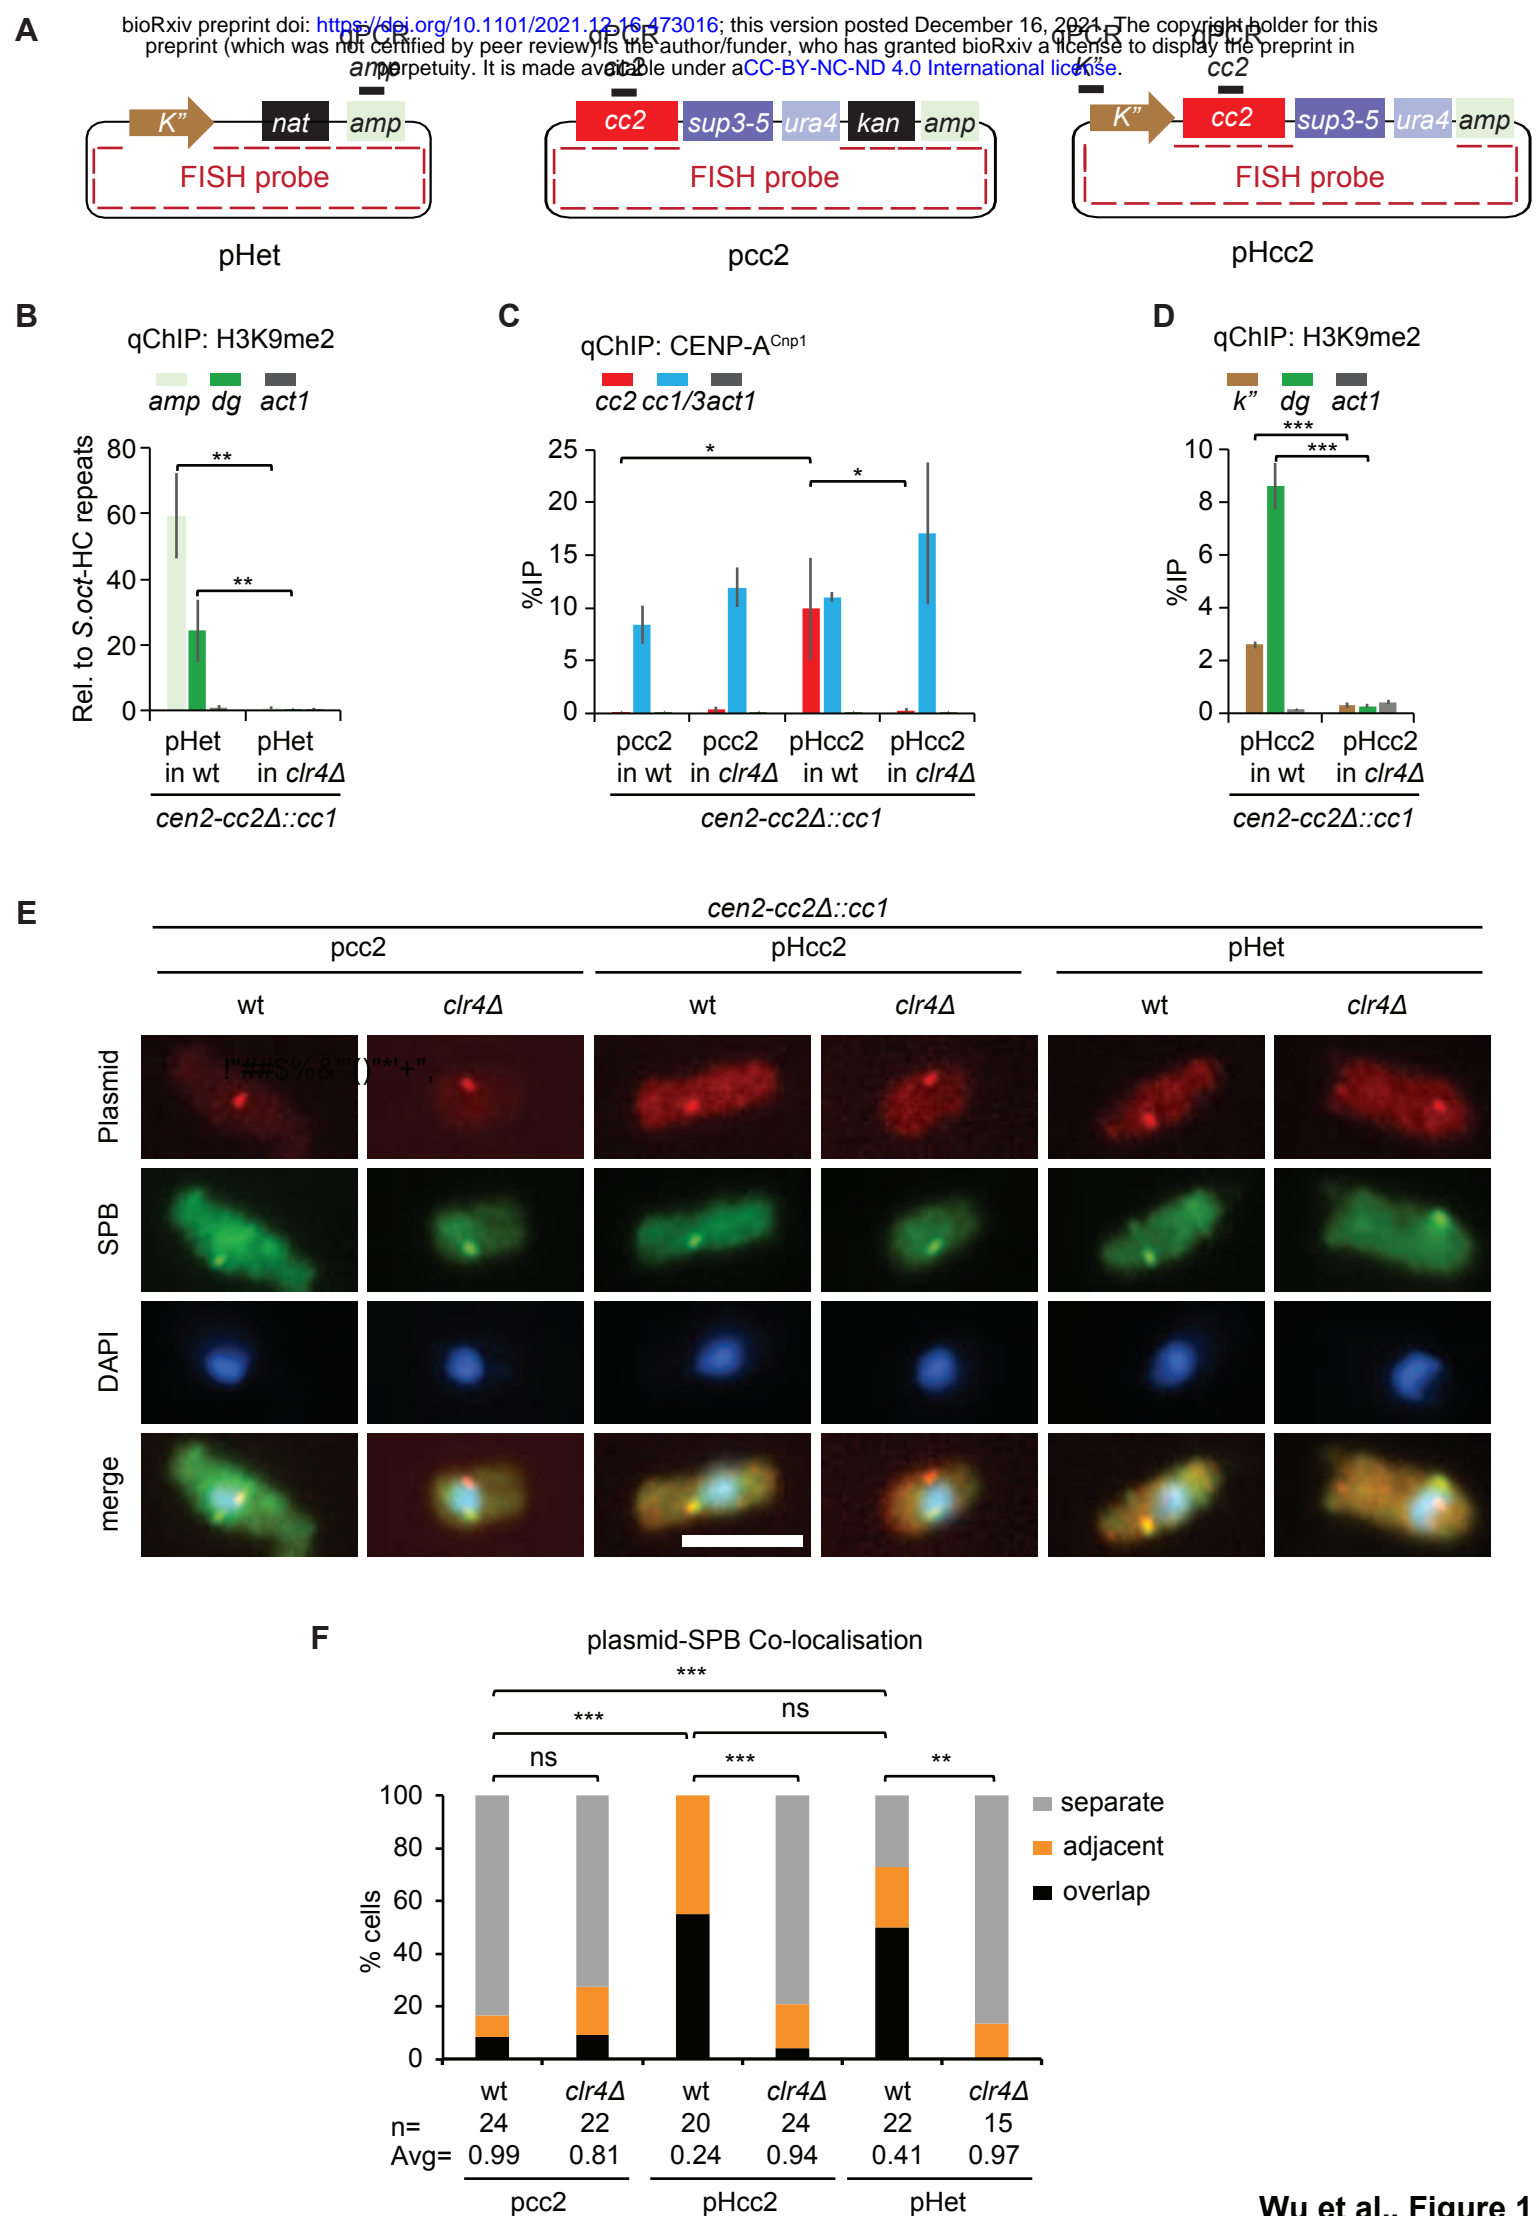 bioRxiv preprint doi: https://doi.org/10.1101/2021.12.16.473016; this version posted December 16, 2021. The copyright holder for this
preprint (which was not certified by peer review) is the author/funder, who has granted bioRxiv a license to display the preprint in
perpetuity. It is made available under aCC-BY-NC-ND 4.0 International license.
A
qPCR qPCR qPCR qPCR
amp cc2 K” cc2
K” nat amp cc2 sup3-5 ura4 kan amp K” cc2 sup3-5 ura4 amp
FISH probe FISH probe FISH probe
pHet pcc2 pHcc2
B
qChIP: H3K9me2
amp dg act1
Rel. to S.oct-HC repeats
80
60
40
20
0
** **
pHet pHet
in wt in clr4Δ
cen2-cc2Δ::cc1
C
qChIP: CENP-ACnp1
cc2 cc1/3 act1
%IP
25
20
15
10
5
0
* *
pcc2 pcc2 pHcc2 pHcc2
in wt in clr4Δ in wt in clr4Δ
cen2-cc2Δ::cc1
D
qChIP: H3K9me2
k” dg act1
%IP
10
8
6
4
2
0
*** ***
pHcc2 pHcc2
in wt in clr4Δ
cen2-cc2Δ::cc1
E
cen2-cc2Δ::cc1
pcc2 pHcc2 pHet
wt clr4Δ wt clr4Δ wt clr4Δ
Plasmid
SPB
DAPI
merge
F
plasmid-SPB Co-localisation
***
*** ns
ns *** **
% cells
100
80
60
40
20
0
separate
adjacent
overlap
wt clr4Δ wt clr4Δ wt clr4Δ
n= 24 22 20 24 22 15
Avg= 0.99 0.81 0.24 0.94 0.41 0.97
pcc2 pHcc2 pHet
Wu et al., Figure 1